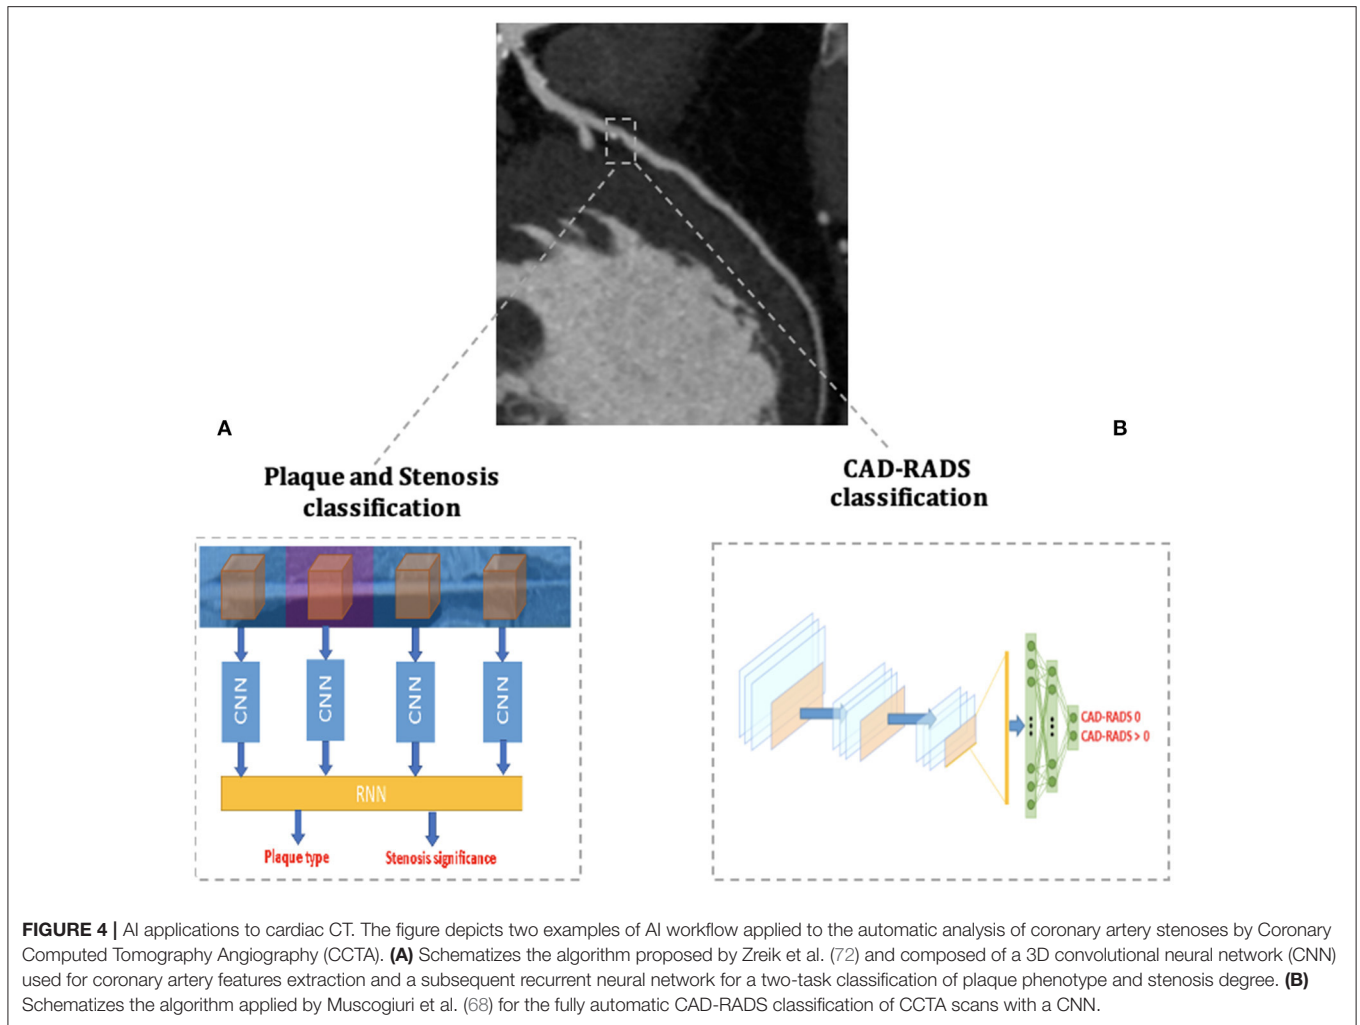 A
B
Plaque and Stenosis
classification
CAD-RADS
classification
CNN
CNN
CNN
CNN
RNN
Plaque type
Stenosis significance
CAD-RADS 0
CAD-RADS > 0
FIGURE 4 | AI applications to cardiac CT. The figure depicts two examples of AI workflow applied to the automatic analysis of coronary artery stenoses by Coronary
Computed Tomography Angiography (CCTA). (A) Schematizes the algorithm proposed by Zreik et al. (72) and composed of a 3D convolutional neural network (CNN)
used for coronary artery features extraction and a subsequent recurrent neural network for a two-task classification of plaque phenotype and stenosis degree. (B)
Schematizes the algorithm applied by Muscogiuri et al. (68) for the fully automatic CAD-RADS classification of CCTA scans with a CNN.